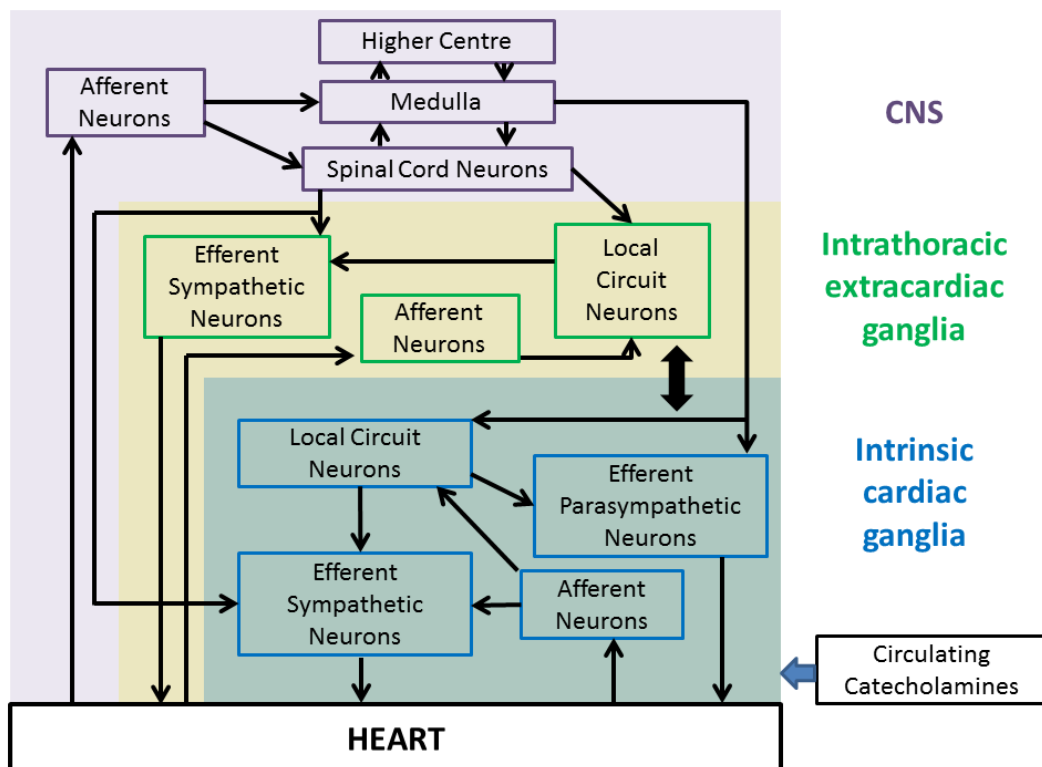 Higher Centre
Afferent
Neurons
Medulla
CNS
Spinal Cord Neurons
Efferent
Sympathetic
Neurons
Local
Circuit
Neurons
Intrathoracic
extracardiac
ganglia
Afferent
Neurons
Local Circuit
Neurons
Efferent
Parasympathetic
Neurons
Intrinsic
cardiac
ganglia
Efferent
Sympathetic
Neurons
Afferent
Neurons
Circulating
Catecholamines
HEART